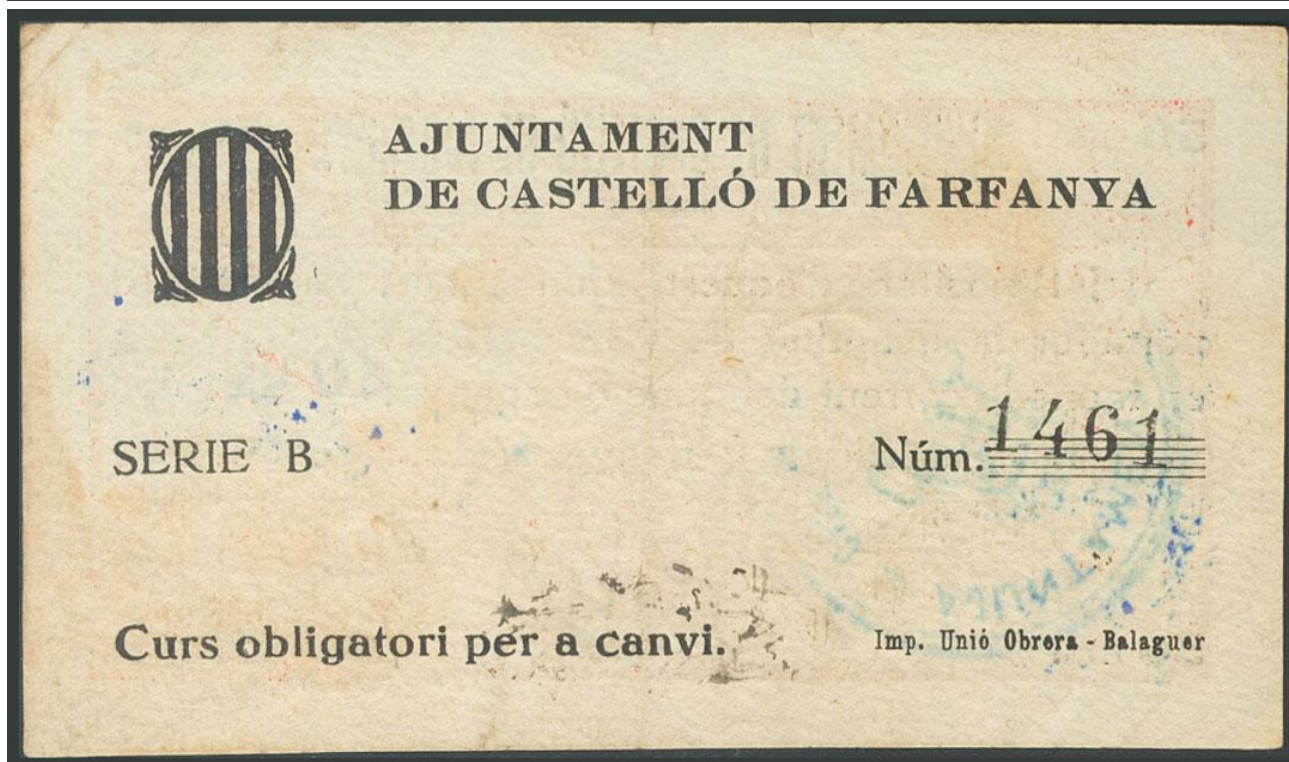 AJUNTAMENT
DE CASTELLÓ DE FARFANYA
SERIE B
Núm. 1461
Curs obligatori per a canvi.
Imp. Unió Obrera - Balaguer